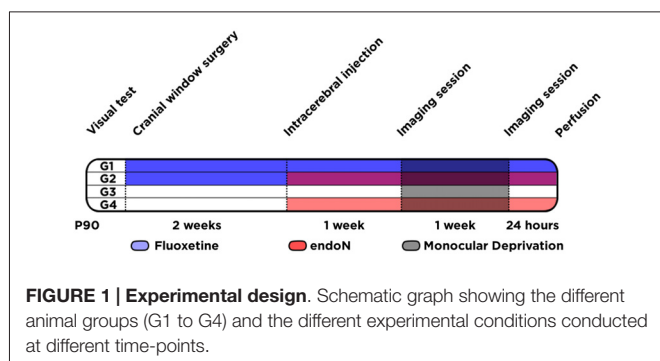 Visual test
Cranial window surgery
Intracerebral injection
Imaging session
Imaging session
Perfusion
G1
G2
G3
G4
P90 2 weeks 1 week 1 week 24 hours
Fluoxetine endoN Monocular Deprivation
FIGURE 1 | Experimental design. Schematic graph showing the different
animal groups (G1 to G4) and the different experimental conditions conducted
at different time-points.